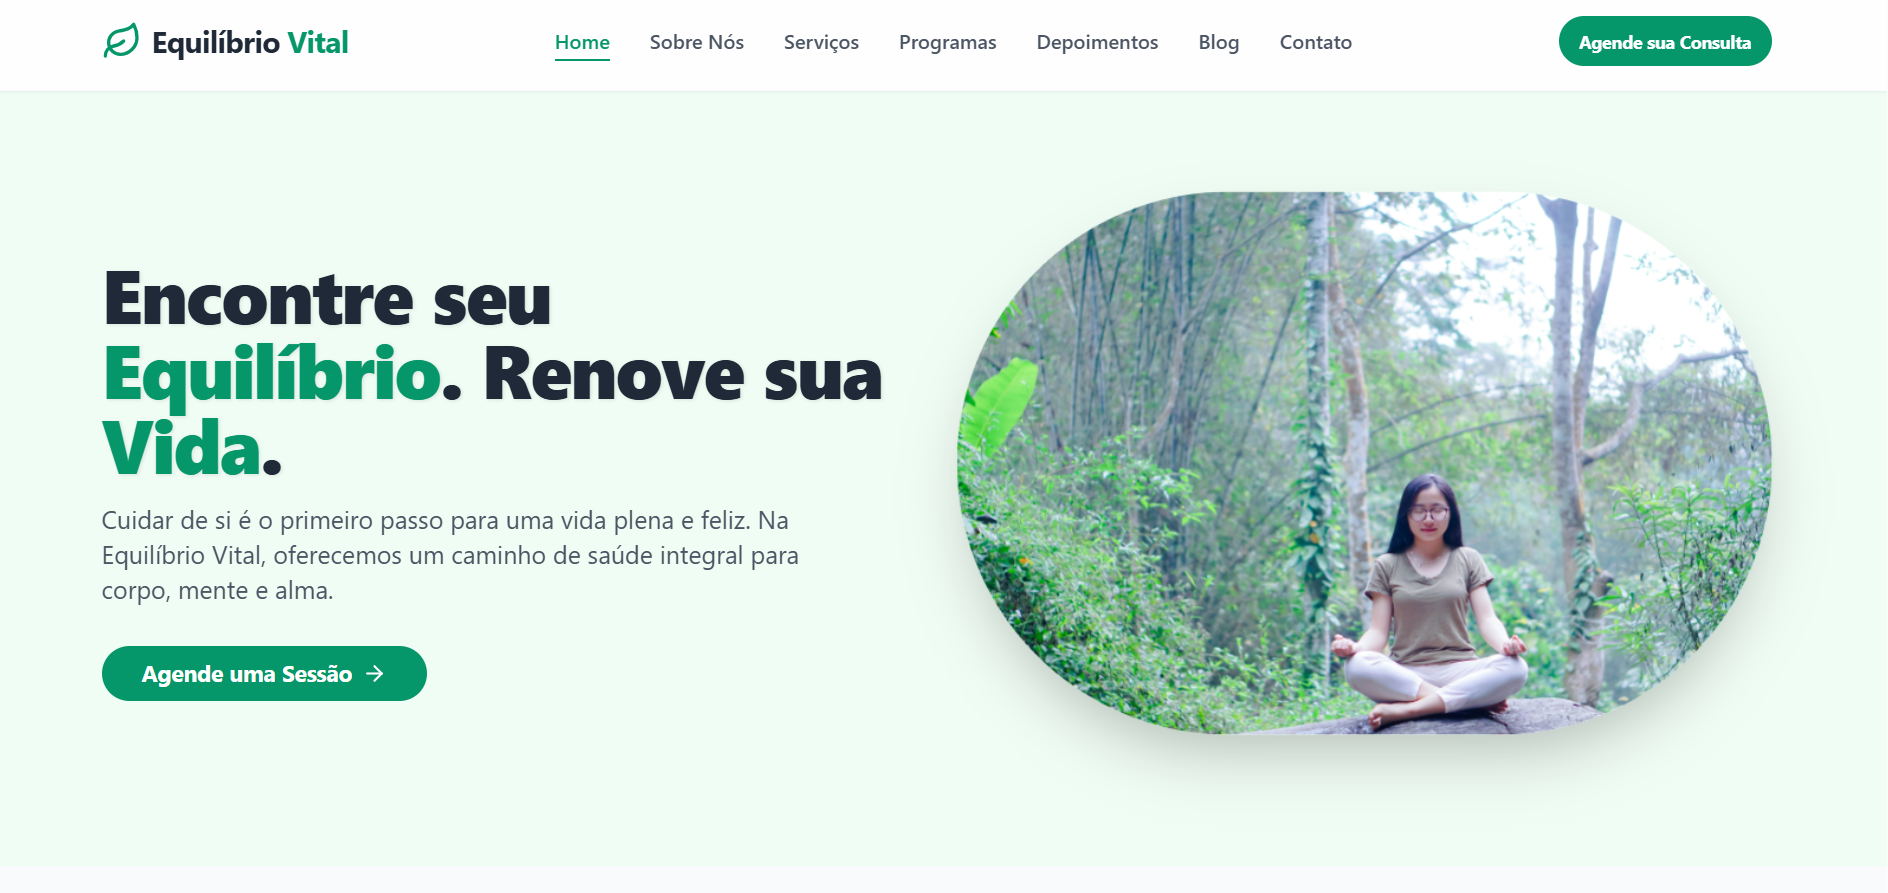 Equilíbrio Vital
Home
Sobre Nós
Serviços
Programas
Depoimentos
Blog
Contato
Agende sua Consulta
Encontre seu
Equilíbrio. Renove sua
Vida.
Cuidar de si é o primeiro passo para uma vida plena e feliz. Na
Equilíbrio Vital, oferecemos um caminho de saúde integral para
corpo, mente e alma.
Agende uma Sessão